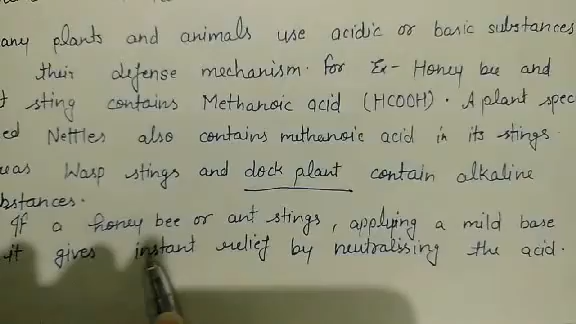 any plants and animals use acidic or basic substances
their defense mechanism. For Ex- Honey bee and
t sting contains Methanoic acid (HCOOH). A plant spec
ed Nettles also contains methanoic acid in its stings.
eas Wasp stings and dock plant contain alkaline
bstances.
If a honey bee or ant stings, applying a mild base
it gives instant relief by neutralising the acid.